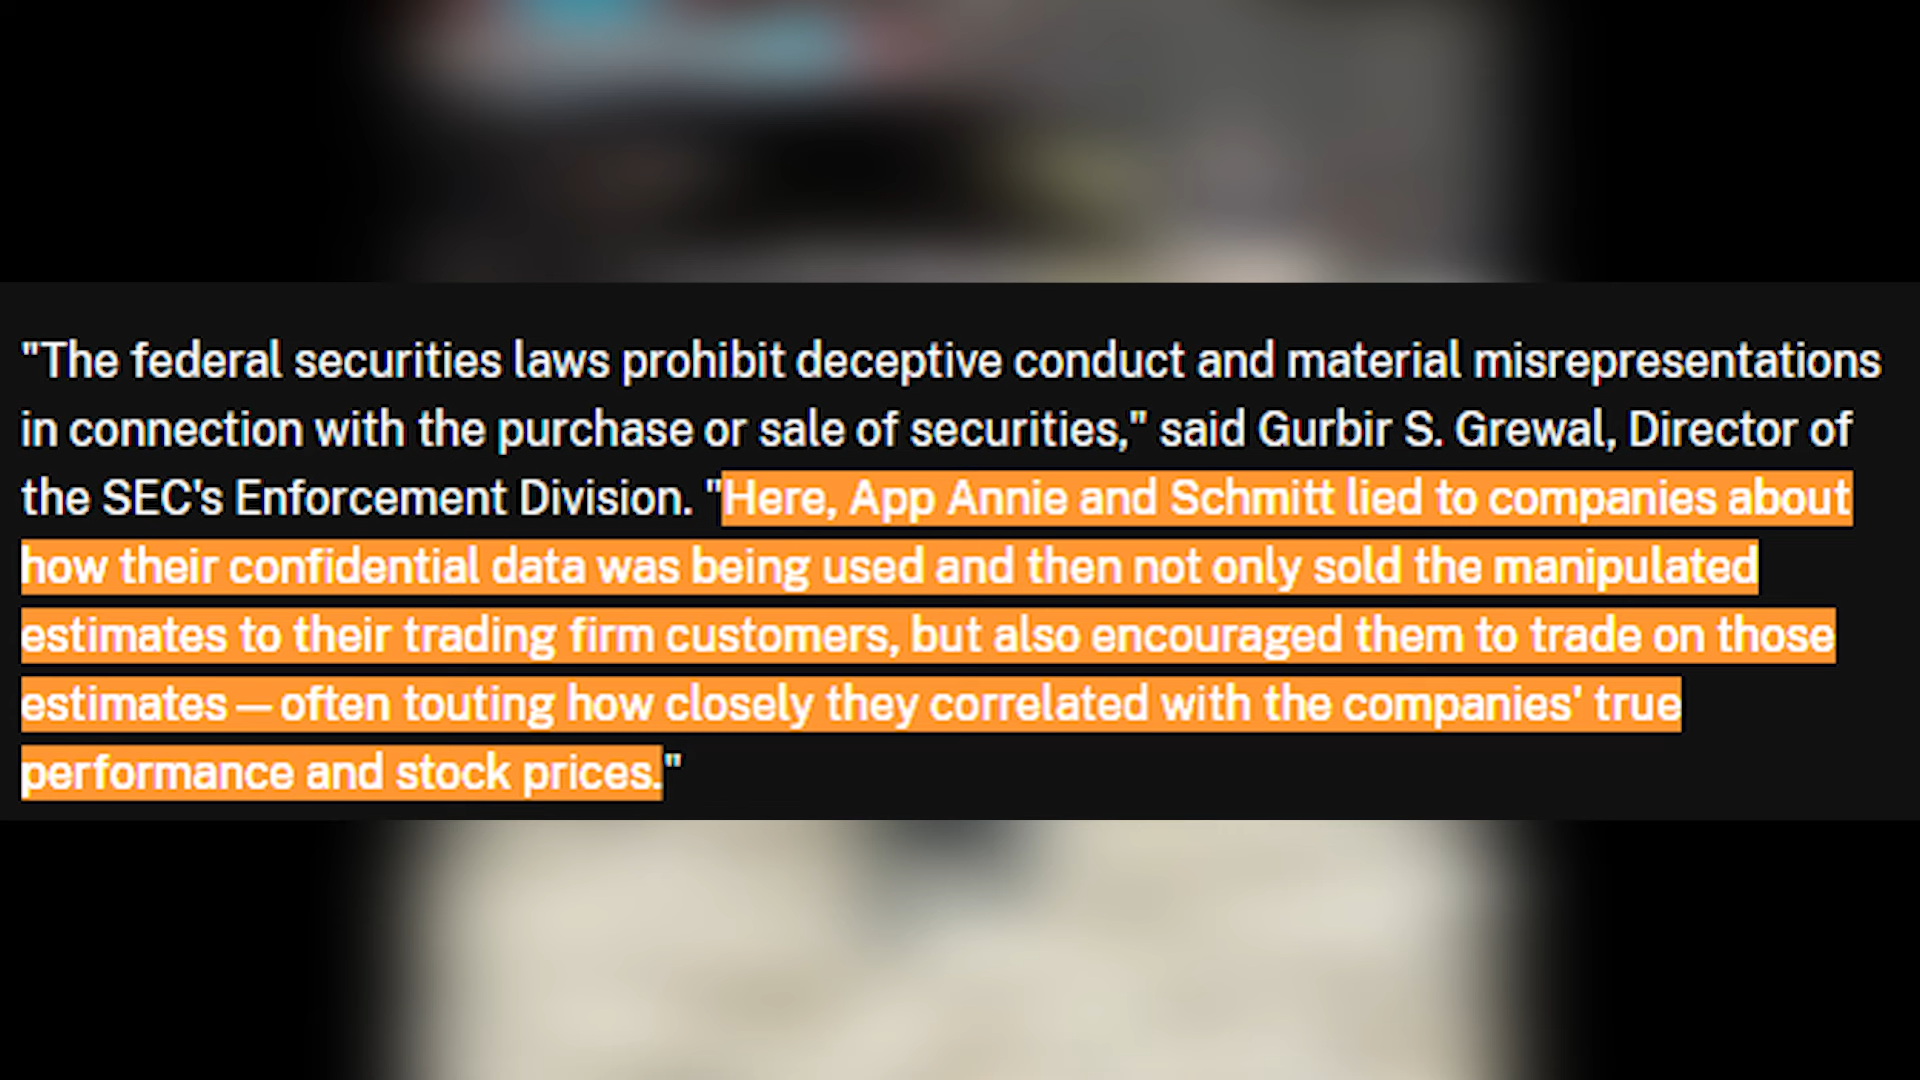 "The federal securities laws prohibit deceptive conduct and material misrepresentations
in connection with the purchase or sale of securities," said Gurbir S. Grewal, Director of
the SEC's Enforcement Division. "Here, App Annie and Schmitt lied to companies about
how their confidential data was being used and then not only sold the manipulated
estimates to their trading firm customers, but also encouraged them to trade on those
estimates — often touting how closely they correlated with the companies' true
performance and stock prices."